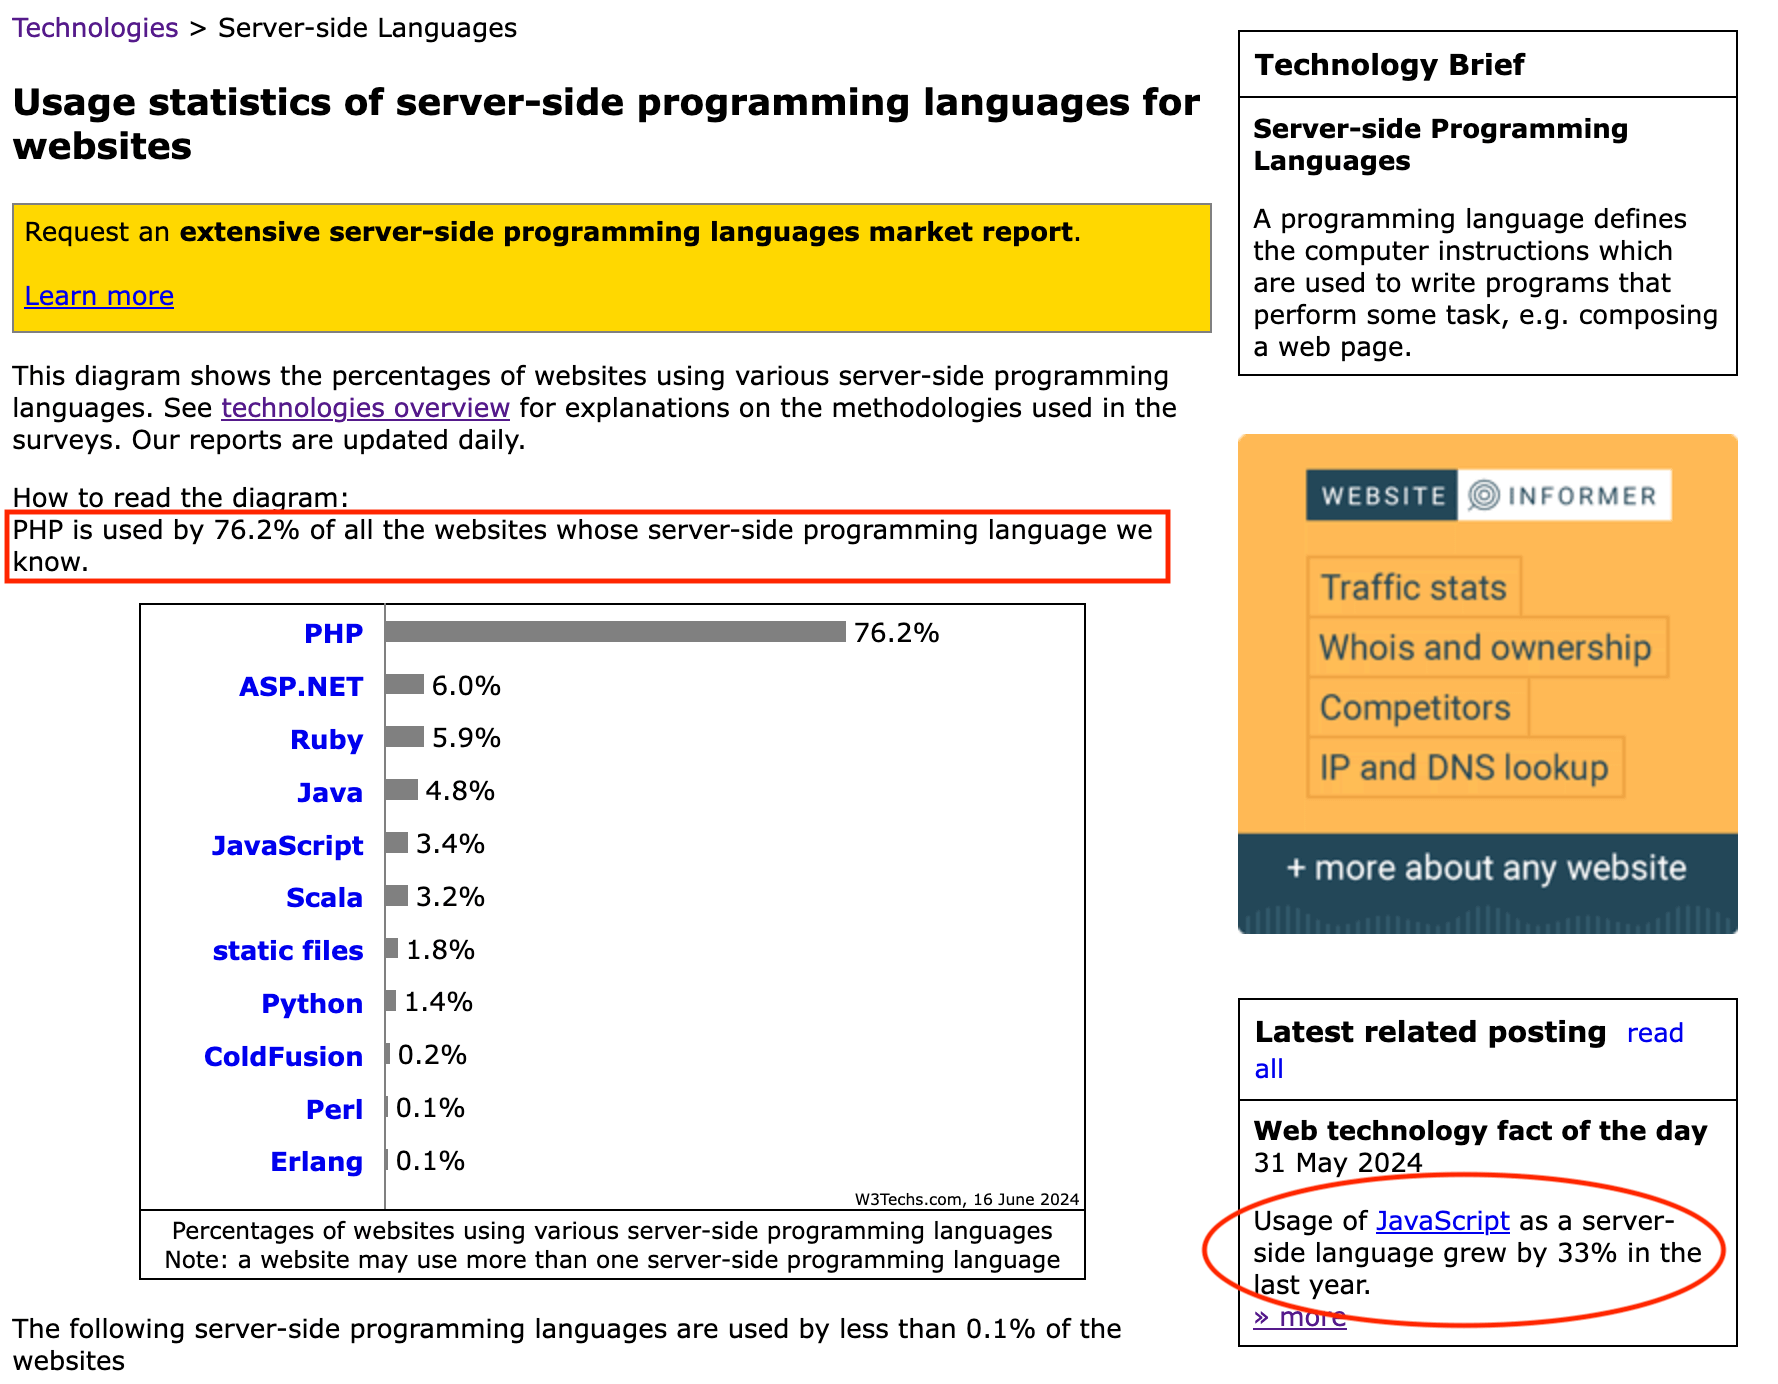 Technologies > Server-side Languages
Usage statistics of server-side programming languages for
websites
Request an extensive server-side programming languages market report.
Learn more
This diagram shows the percentages of websites using various server-side programming
languages. See technologies overview for explanations on the methodologies used in the
surveys. Our reports are updated daily.
How to read the diagram:
PHP is used by 76.2% of all the websites whose server-side programming language we
know.
PHP 76.2%
ASP.NET 6.0%
Ruby 5.9%
Java 4.8%
JavaScript 3.4%
Scala 3.2%
static files 1.8%
Python 1.4%
ColdFusion 0.2%
Perl 0.1%
Erlang 0.1%
W3Techs.com, 16 June 2024
Percentages of websites using various server-side programming languages
Note: a website may use more than one server-side programming language
The following server-side programming languages are used by less than 0.1% of the
websites
Technology Brief
Server-side Programming
Languages
A programming language defines
the computer instructions which
are used to write programs that
perform some task, e.g. composing
a web page.
WEBSITE INFORMER
Traffic stats
Whois and ownership
Competitors
IP and DNS lookup
+ more about any website
Latest related posting read
all
Web technology fact of the day
31 May 2024
Usage of JavaScript as a server-
side language grew by 33% in the
last year.
» more